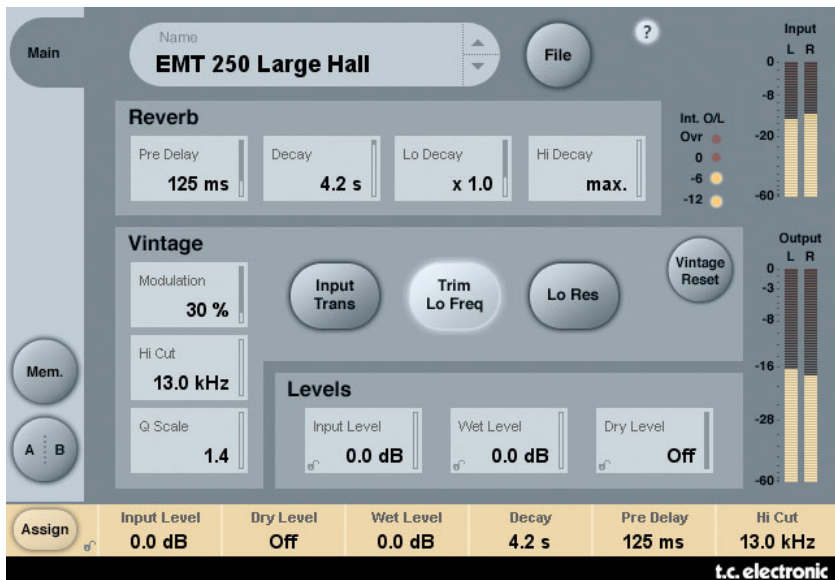 Main
Name
EMT 250 Large Hall
File
?
Input
L R
0
-8
-20
-60
Int. O/L
Ovr
0
-6
-12
Reverb
Pre Delay
125 ms
Decay
4.2 s
Lo Decay
x 1.0
Hi Decay
max.
Vintage
Modulation
30 %
Input Trans
Trim Lo Freq
Lo Res
Vintage Reset
Hi Cut
13.0 kHz
Q Scale
1.4
Output
L R
0
-3
-8
-16
-28
-60
Mem.
A B
Levels
Input Level
0.0 dB
Wet Level
0.0 dB
Dry Level
Off
Assign
Input Level
0.0 dB
Dry Level
Off
Wet Level
0.0 dB
Decay
4.2 s
Pre Delay
125 ms
Hi Cut
13.0 kHz
t.c. electronic